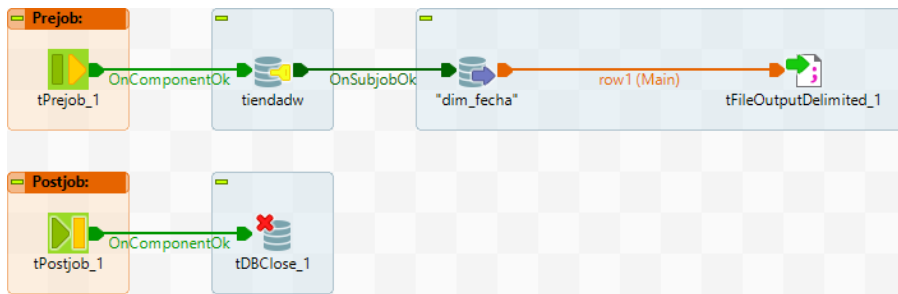 Prejob:
OnComponentOk
OnSubjobOk
row1 (Main)
tPrejob_1
tiendadw
"dim_fecha"
tFileOutputDelimited_1
Postjob:
OnComponentOk
tPostjob_1
tDBClose_1